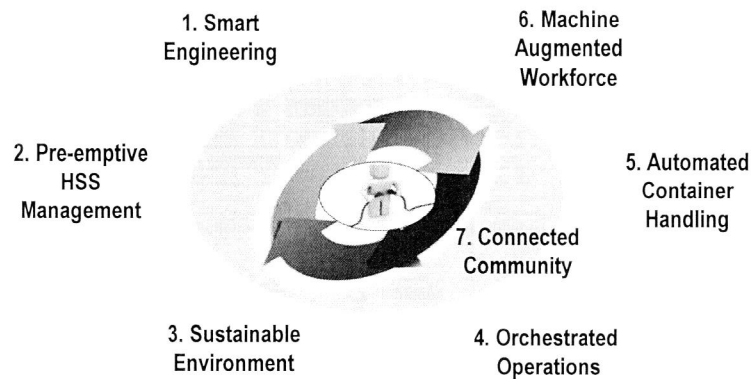 1. Smart
Engineering
6. Machine
Augmented
Workforce
2. Pre-emptive
HSS
Management
5. Automated
Container
Handling
7. Connected
Community
3. Sustainable
Environment
4. Orchestrated
Operations